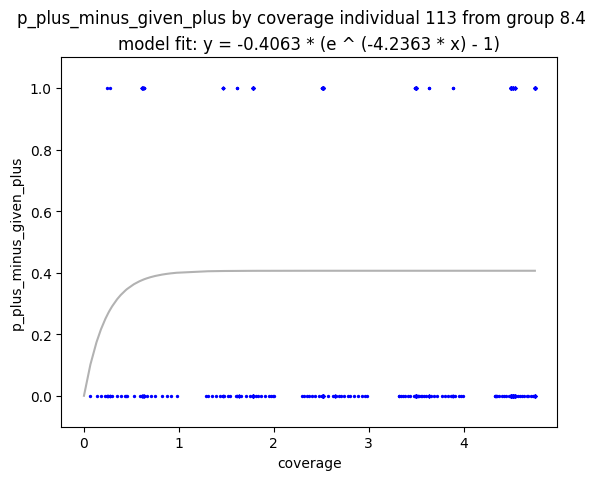 p_plus_minus_given_plus by coverage individual 113 from group 8.4
model fit: y = -0.4063 * (e ^ (-4.2363 * x) - 1)
p_plus_minus_given_plus
1.0
0.8
0.6
0.4
0.2
0.0
0 1 2 3 4
coverage